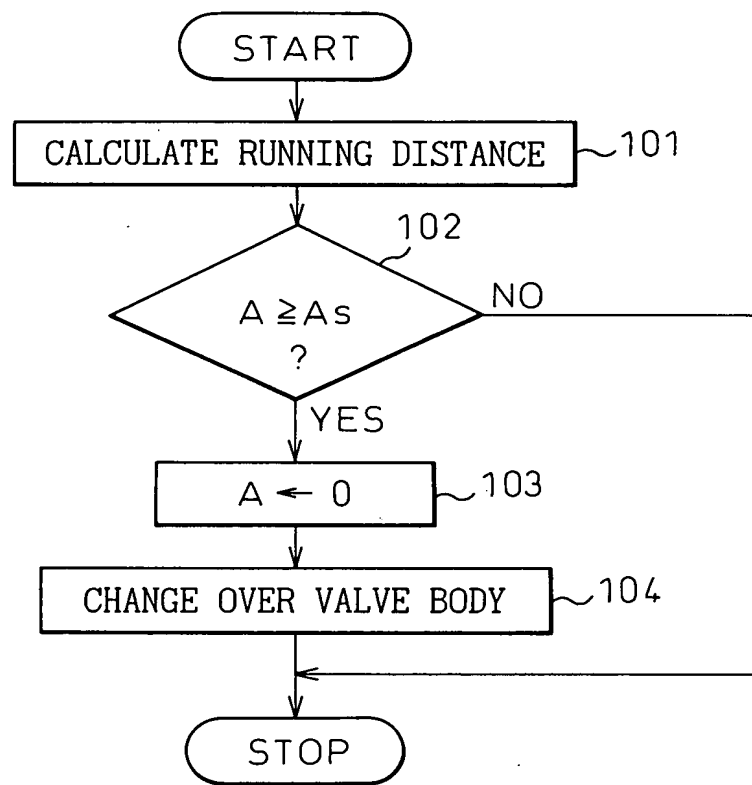 START
CALCULATE RUNNING DISTANCE
101
102
A ≧ As
?
NO
YES
A ← 0
103
CHANGE OVER VALVE BODY
104
STOP